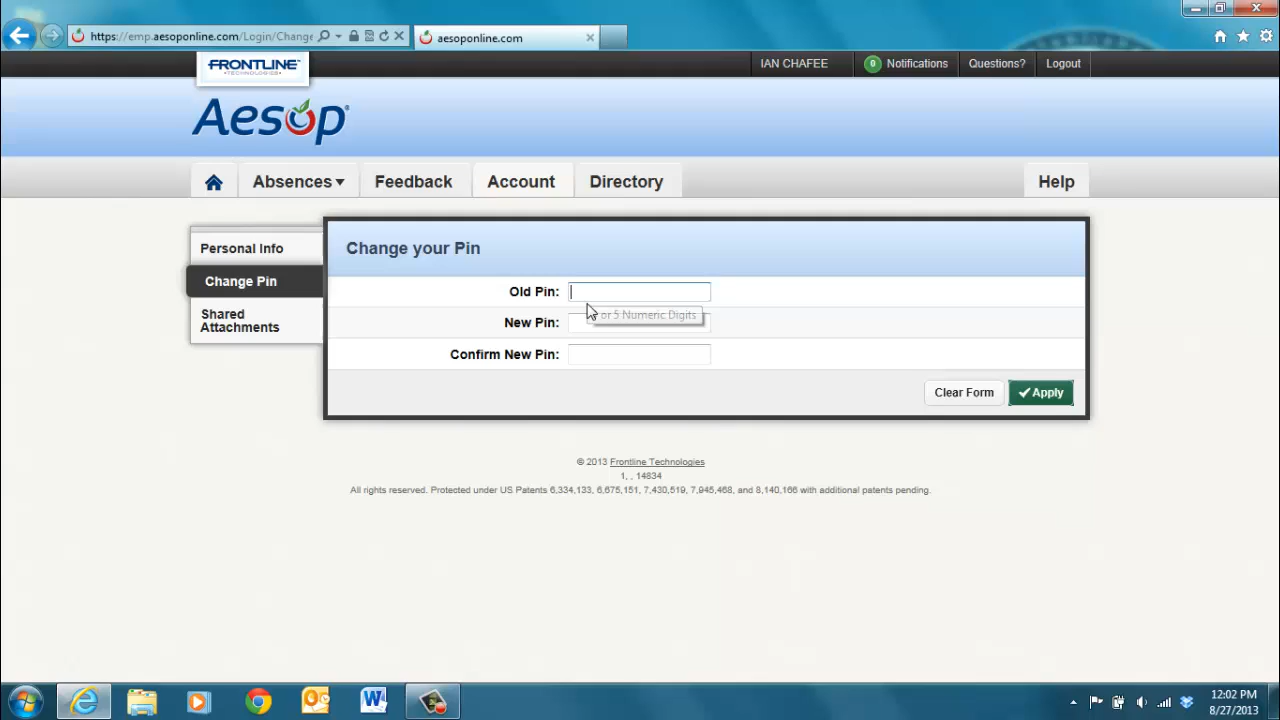 https://emp.aesoponline.com/Login/Change
aesoponline.com
FRONTLINE
TECHNOLOGIES
IAN CHAFEE
0 Notifications
Questions?
Logout
Aesop
Absences
Feedback
Account
Directory
Help
Personal Info
Change Pin
Shared
Attachments
Change your Pin
Old Pin:
or 5 Numeric Digits
New Pin:
Confirm New Pin:
Clear Form
Apply
© 2013 Frontline Technologies
1, , 14834
All rights reserved. Protected under US Patents 6,334,133, 6,675,151, 7,430,519, 7,945,468, and 8,140,166 with additional patents pending.
12:02 PM
8/27/2013